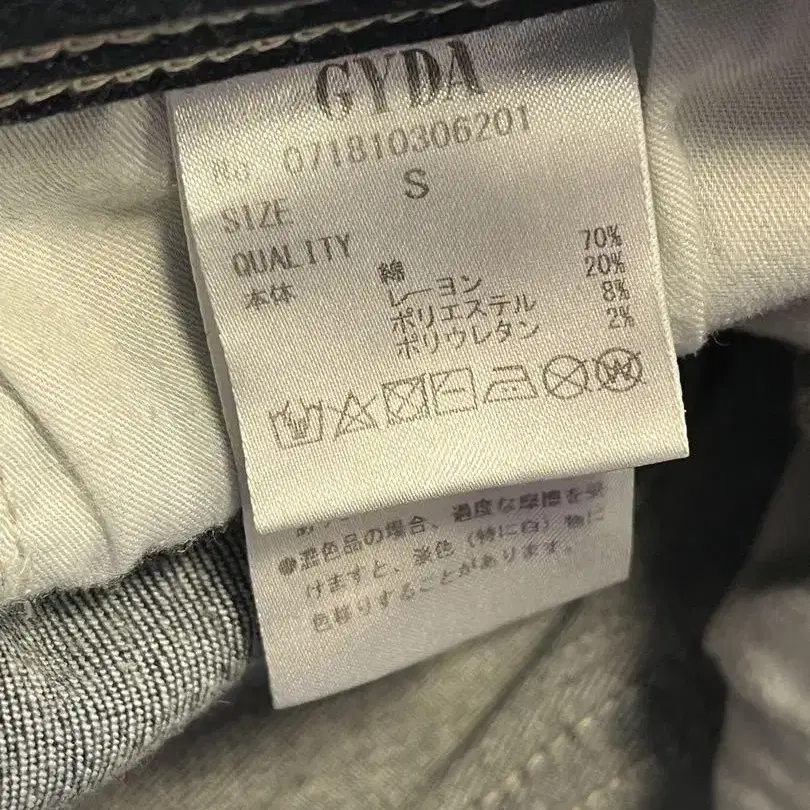 GYDA
No. 071810306201
SIZE S
QUALITY
本体 綿 70%
レーヨン 20%
ポリエステル 8%
ポリウレタン 2%
W
●混色品の場合、過度な摩擦を受
けますと、淡色（特に白）物に
色移りすることがあります。